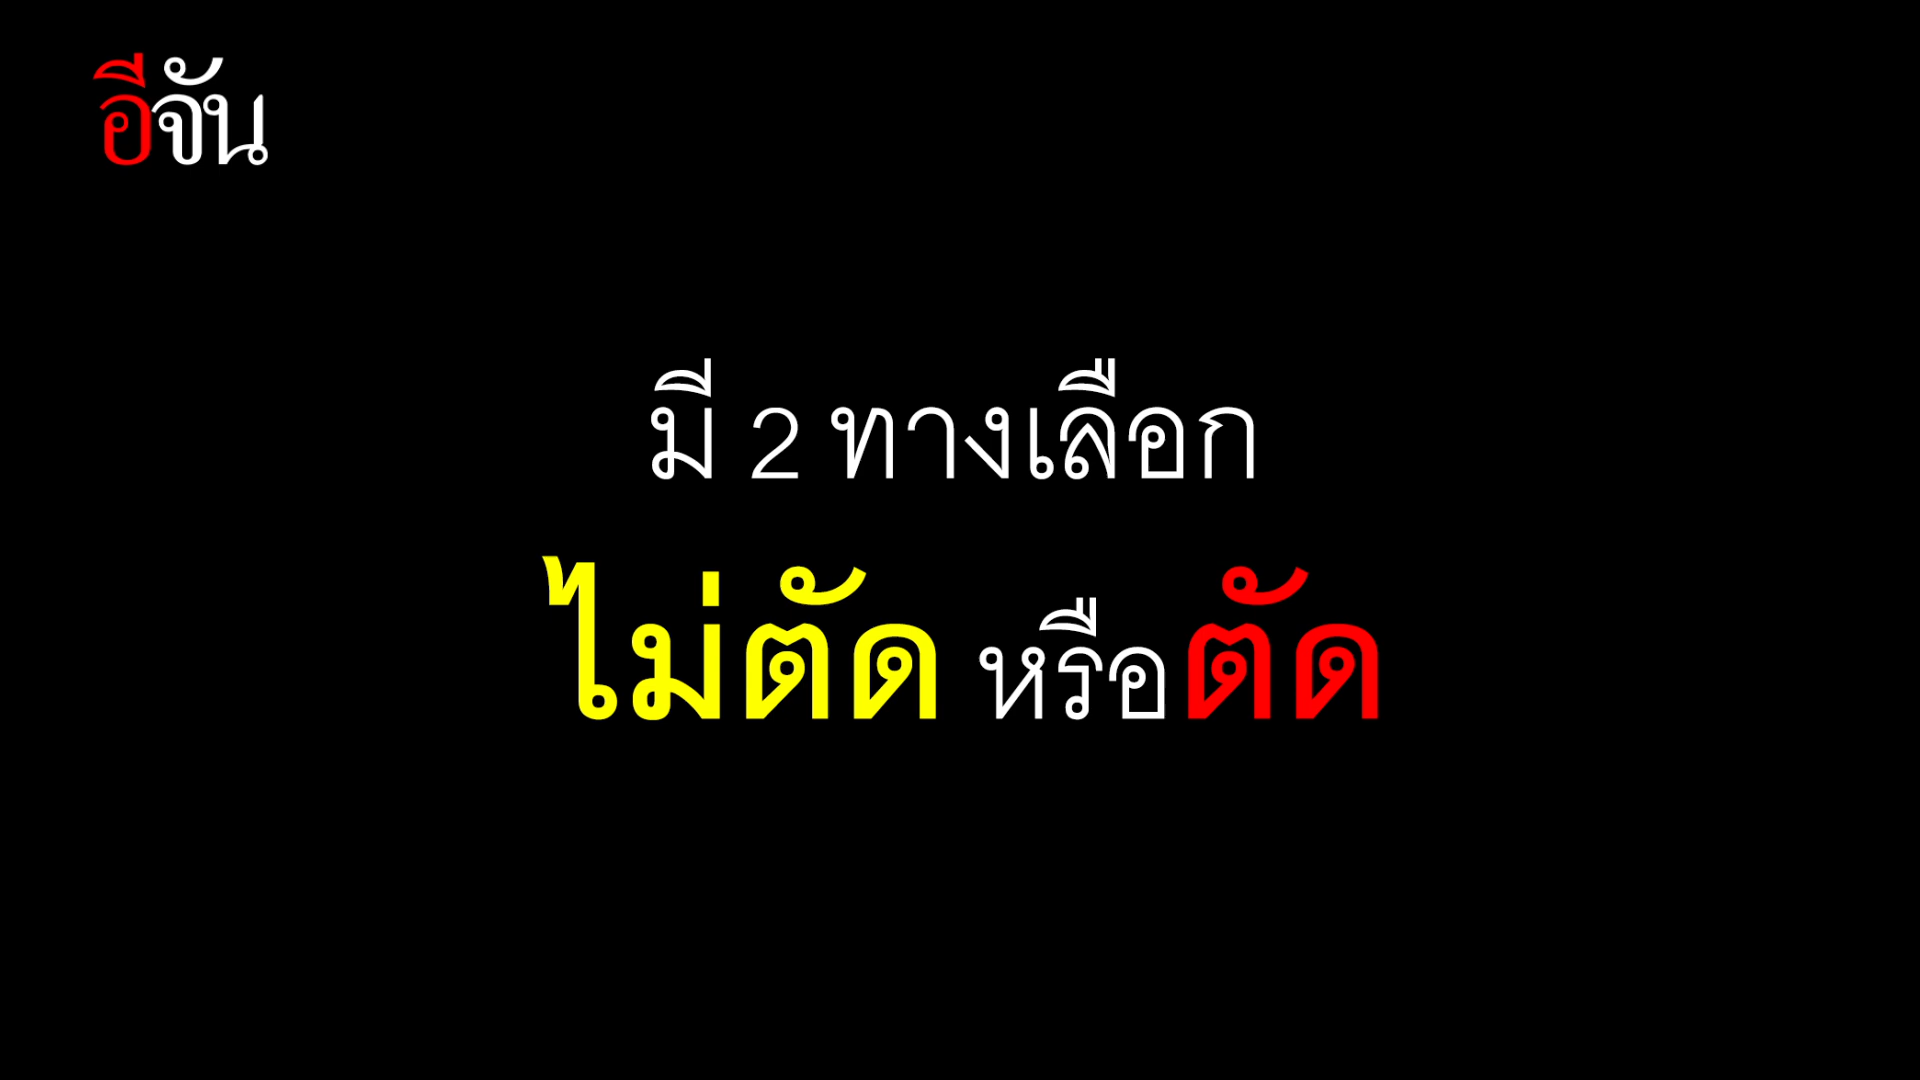 อีจัน
มี 2 ทางเลือก
ไม่ตัด หรือตัด